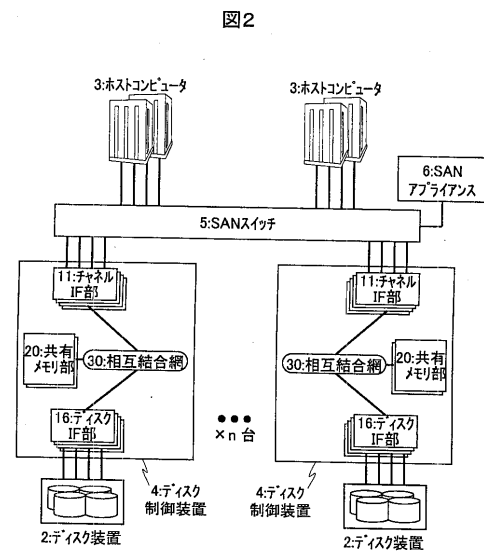 図2
3:ホストコンピュータ
3:ホストコンピュータ
6:SAN
アプライアンス
5:SANスイッチ
11:チャネル
IF部
11:チャネル
IF部
20:共有
メモリ部
30:相互結合網
30:相互結合網
20:共有
メモリ部
16:ディスク
IF部
16:ディスク
IF部
●●●
×n台
4:ディスク
制御装置
4:ディスク
制御装置
2:ディスク装置
2:ディスク装置